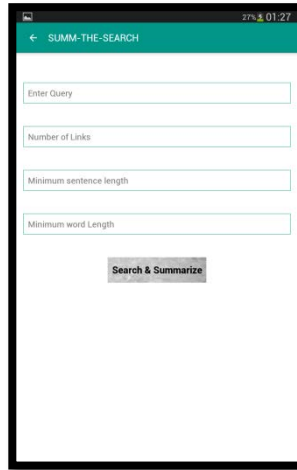 27% 01:27
← SUMM-THE-SEARCH
Enter Query
Number of Links
Minimum sentence length
Minimum word Length
Search & Summarize